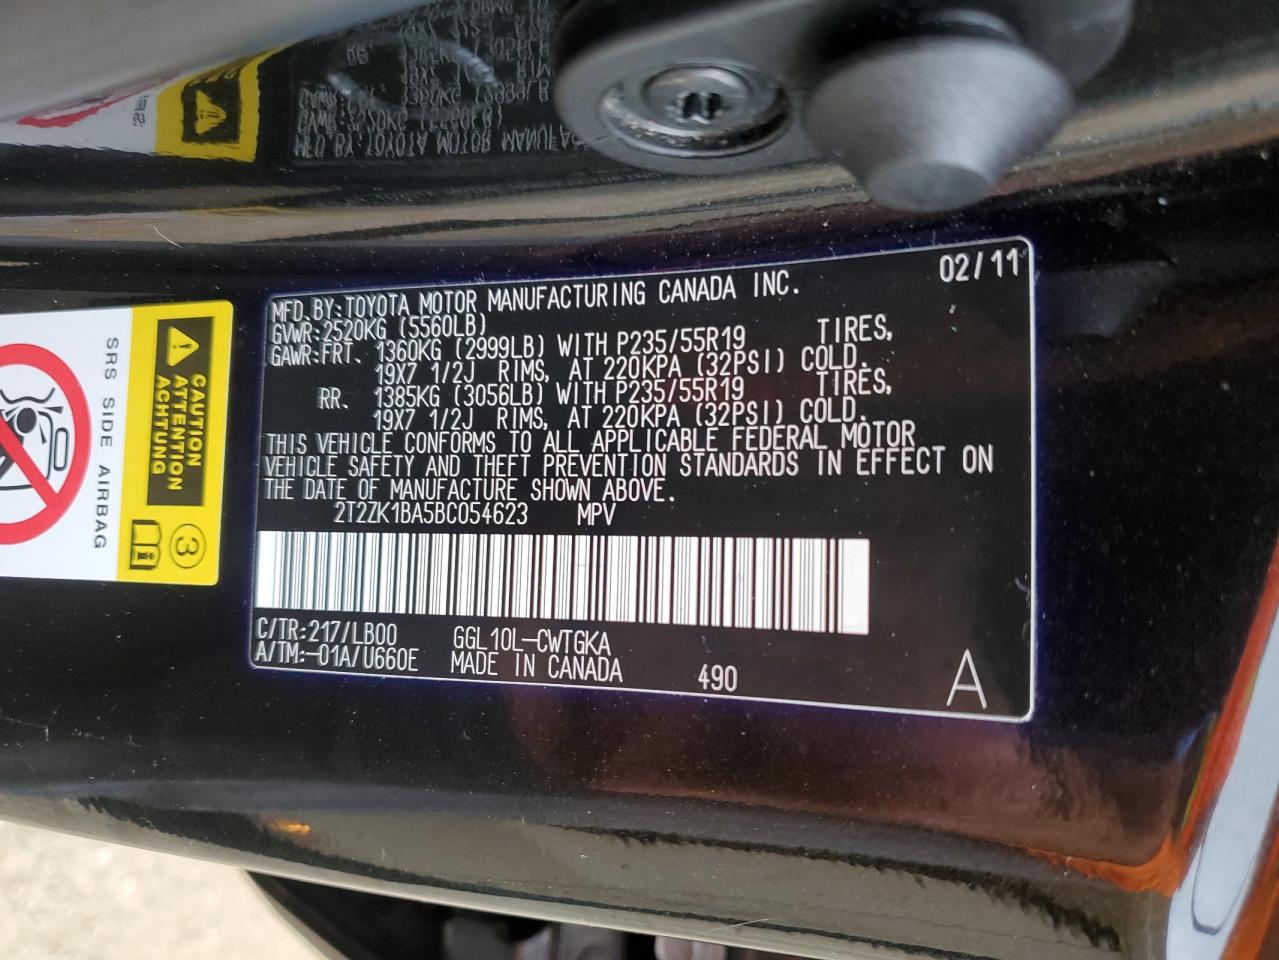 02/11
MFD.BY:TOYOTA MOTOR MANUFACTURING CANADA INC.
GVWR:2520KG (5560LB)
GAWR:FRT. 1360KG (2999LB) WITH P235/55R19 TIRES,
19X7 1/2J RIMS, AT 220KPA (32PSI) COLD.
RR. 1385KG (3056LB) WITH P235/55R19 TIRES,
19X7 1/2J RIMS, AT 220KPA (32PSI) COLD.
THIS VEHICLE CONFORMS TO ALL APPLICABLE FEDERAL MOTOR
VEHICLE SAFETY AND THEFT PREVENTION STANDARDS IN EFFECT ON
THE DATE OF MANUFACTURE SHOWN ABOVE.
2T2ZK1BA5BC054623 MPV
C/TR:217/LB00 GGL10L-CWTGKA
A/TM:-01A/U660E MADE IN CANADA 490
A
CAUTION
ATTENTION
ACHTUNG
3
SRS SIDE AIRBAG